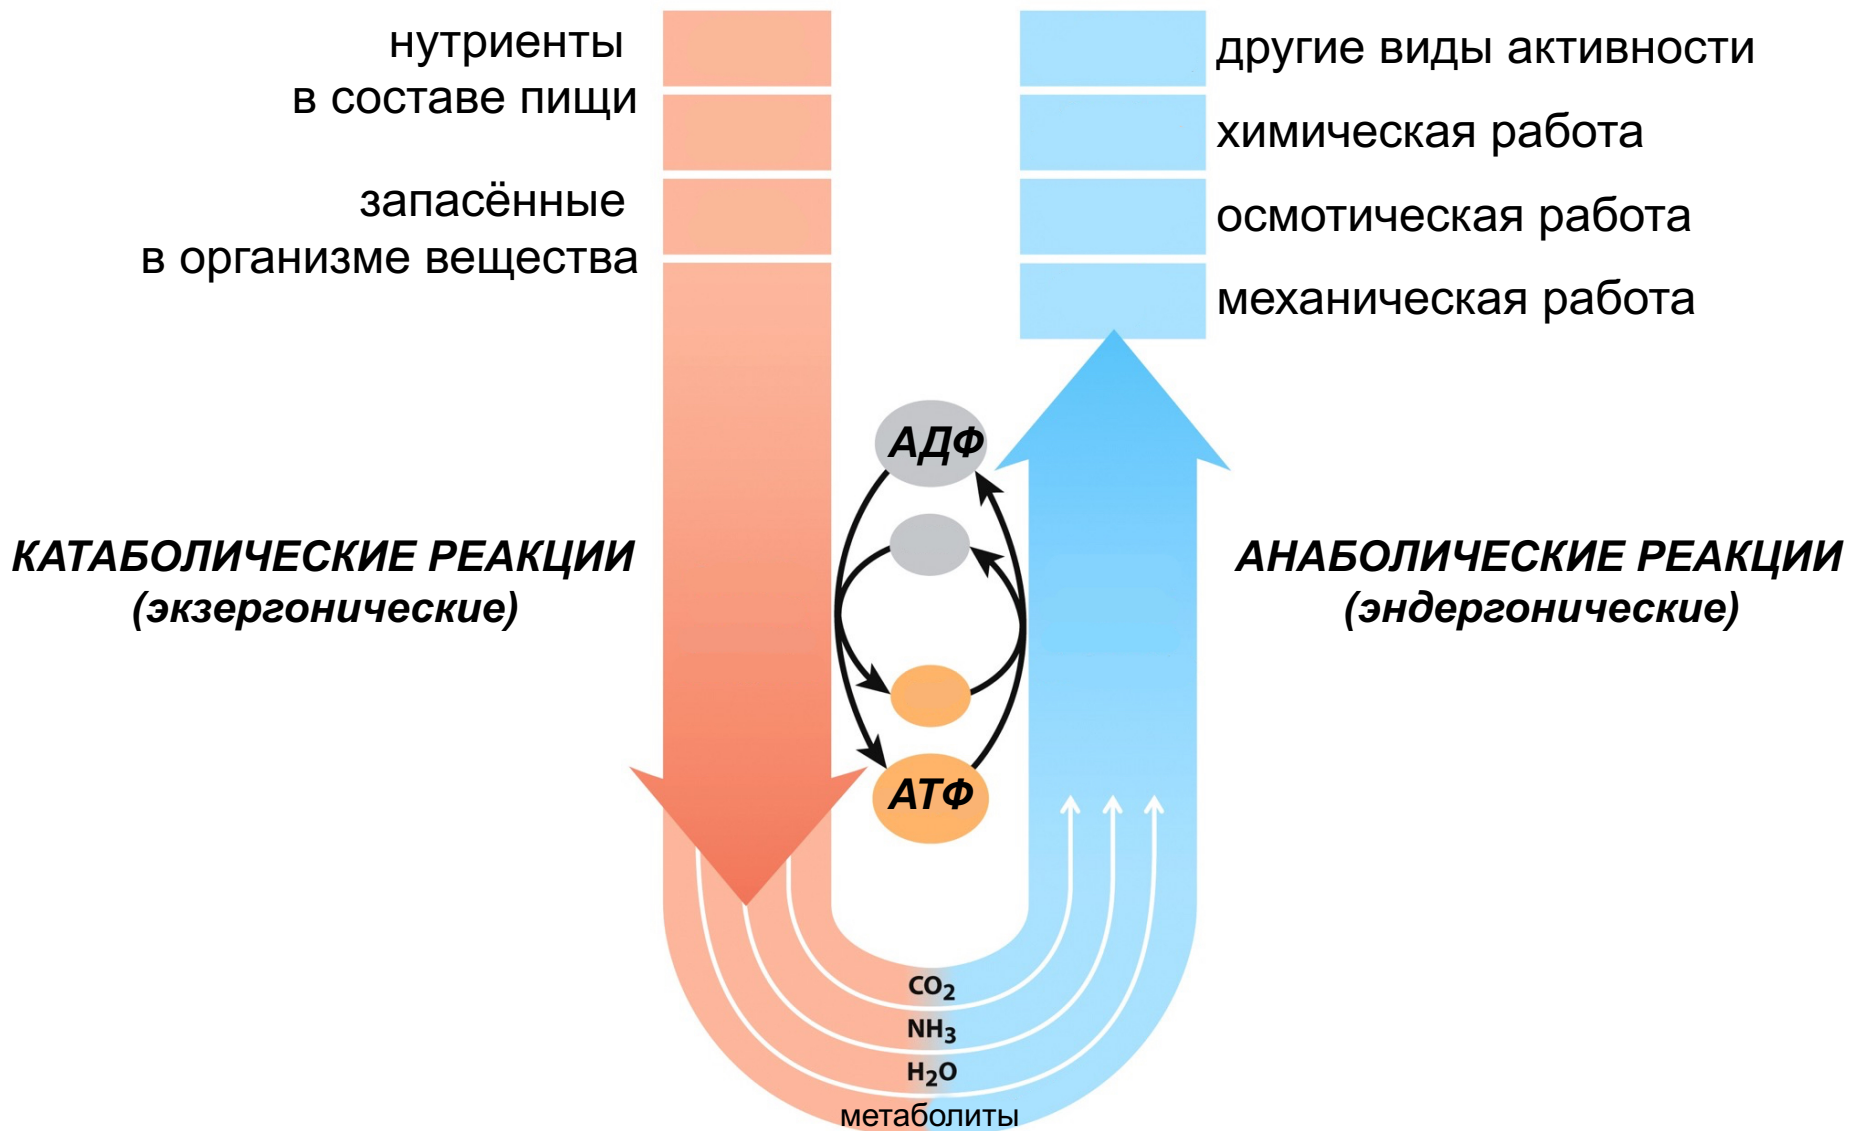 нутриенты
в составе пищи
запасённые
в организме вещества
другие виды активности
химическая работа
осмотическая работа
механическая работа
АДФ
КАТАБОЛИЧЕСКИЕ РЕАКЦИИ
(экзергонические)
АНАБОЛИЧЕСКИЕ РЕАКЦИИ
(эндергонические)
АТФ
CO₂
NH₃
H₂O
метаболиты